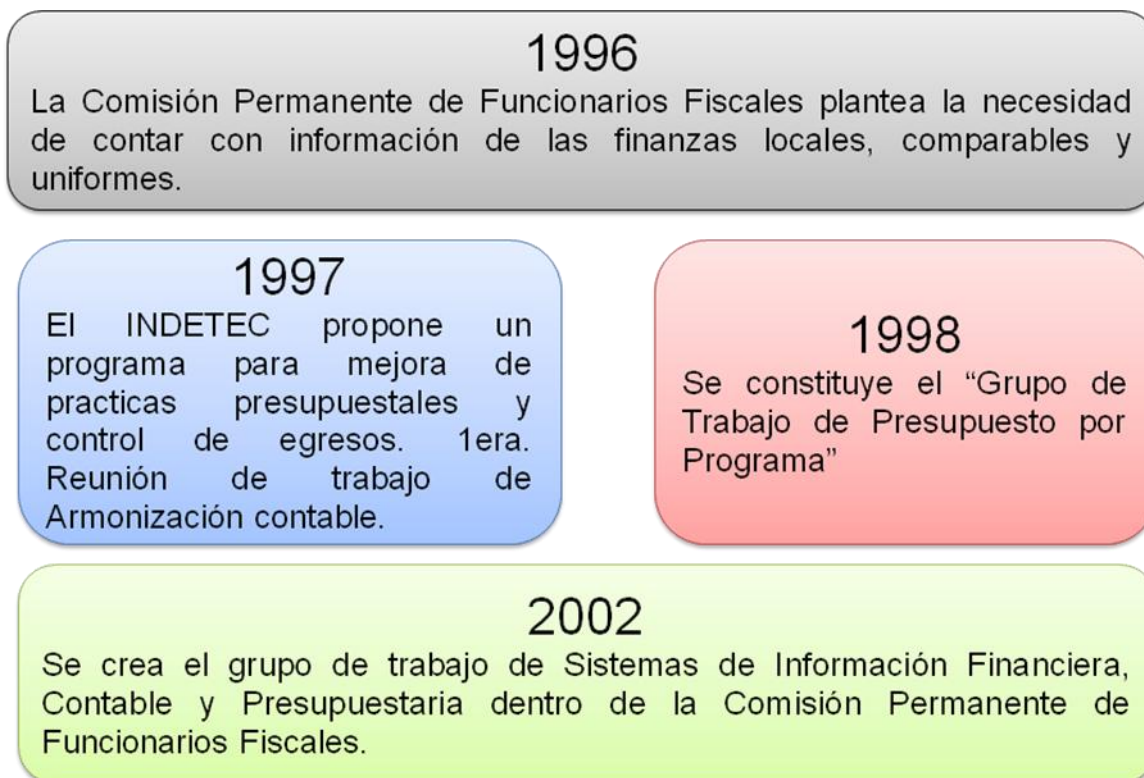 1996
La Comisión Permanente de Funcionarios Fiscales plantea la necesidad
de contar con información de las finanzas locales, comparables y
uniformes.
1997
El INDETEC propone un
programa para mejora de
practicas presupuestales y
control de egresos. 1era.
Reunión de trabajo de
Armonización contable.
1998
Se constituye el “Grupo de
Trabajo de Presupuesto por
Programa”
2002
Se crea el grupo de trabajo de Sistemas de Información Financiera,
Contable y Presupuestaria dentro de la Comisión Permanente de
Funcionarios Fiscales.